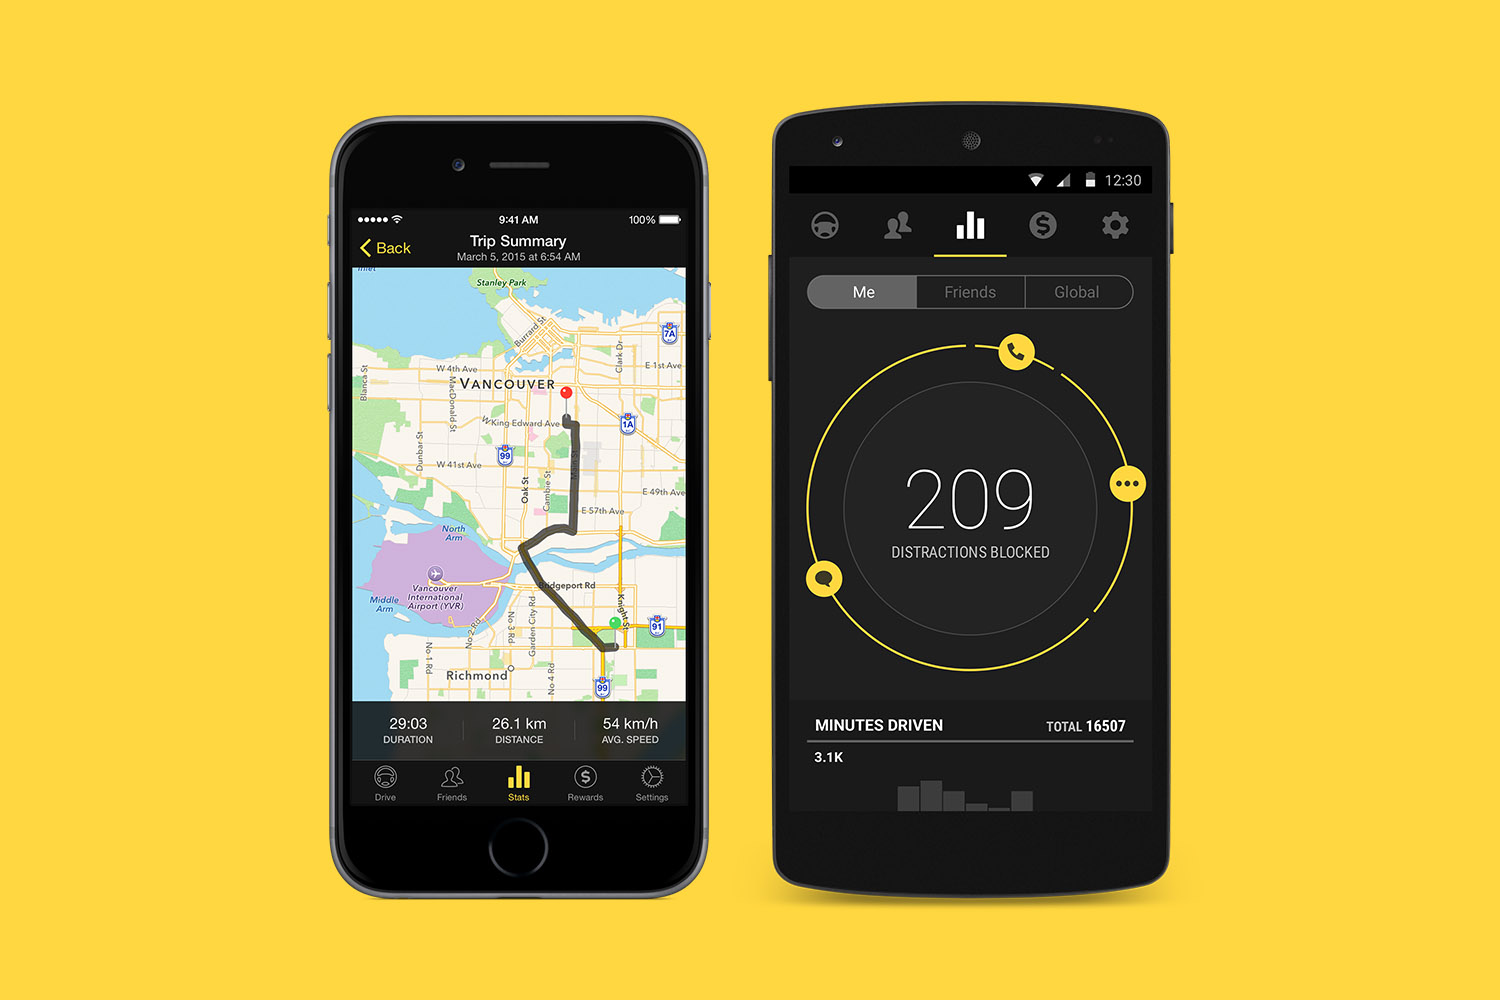 9:41 AM
100%
Back
Trip Summary
March 5, 2015 at 6:54 AM
Inlet
Stanley Park
Burrard St
7A
Clark Dr
W 4th Ave
E 1st Ave
Blanca St
MacDonald St
VANCOUVER
W King Edward Ave
1A
Dunbar St
99
W 41st Ave
Main St
Oak St
Cambie St
E 49th Ave
E 57th Ave
North
Arm
Vancouver
International
Airport (YVR)
Middle
Arm
Bridgeport Rd
Knight St
91
No 2 Rd
No 3 Rd
Garden City Rd
No 1 Rd
No 4 Rd
Richmond
99
29:03
DURATION
26.1 km
DISTANCE
54 km/h
AVG. SPEED
Drive
Friends
Stats
Rewards
Settings
12:30
Me
Friends
Global
209
DISTRACTIONS BLOCKED
MINUTES DRIVEN
TOTAL 16507
3.1K